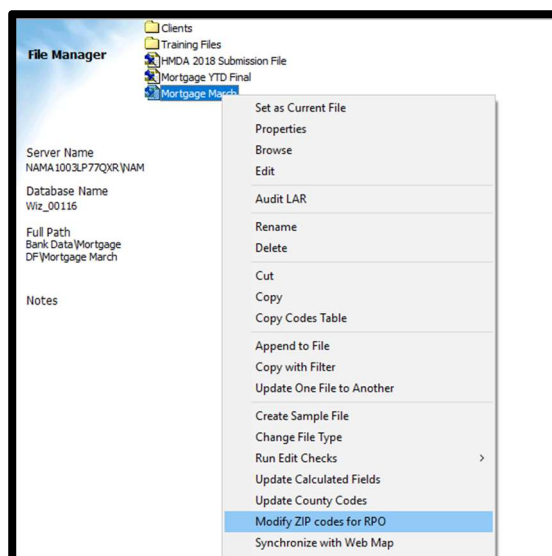 Clients
Training Files
HMDA 2018 Submission File
Mortgage YTD Final
Mortgage March
File Manager
Server Name
NAMA1003LP77QXR\NAM
Database Name
Wiz_00116
Full Path
Bank Data\Mortgage
DF\Mortgage March
Notes
Set as Current File
Properties
Browse
Edit
Audit LAR
Rename
Delete
Cut
Copy
Copy Codes Table
Append to File
Copy with Filter
Update One File to Another
Create Sample File
Change File Type
Run Edit Checks
Update Calculated Fields
Update County Codes
Modify ZIP codes for RPO
Synchronize with Web Map